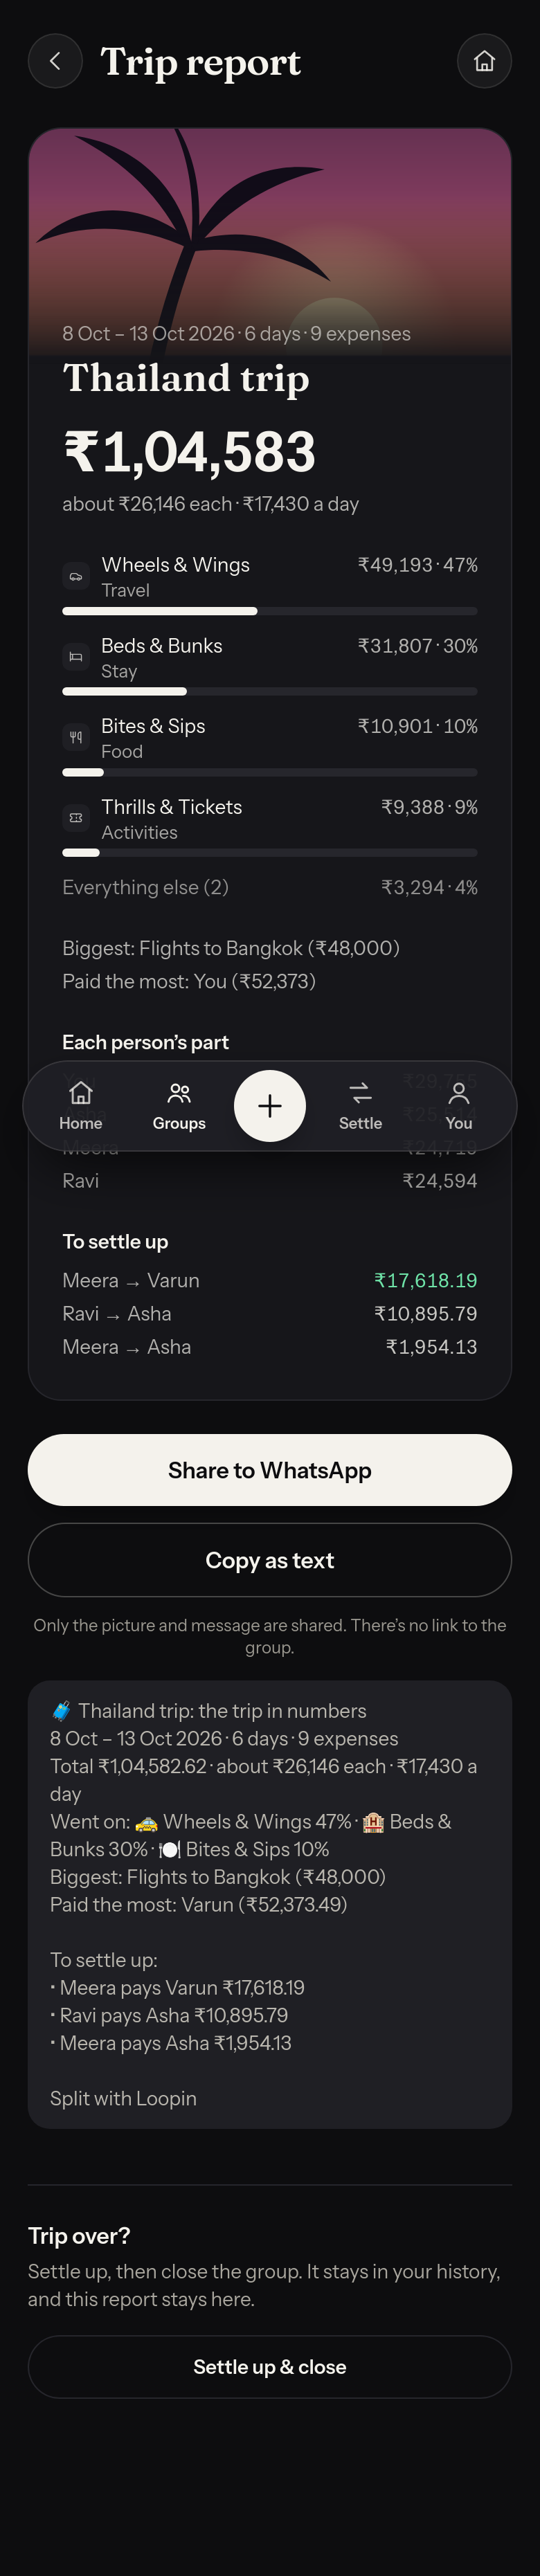 Trip report
8 Oct – 13 Oct 2026 · 6 days · 9 expenses
Thailand trip
₹1,04,583
about ₹26,146 each · ₹17,430 a day
Wheels & Wings ₹49,193 · 47%
Travel
Beds & Bunks ₹31,807 · 30%
Stay
Bites & Sips ₹10,901 · 10%
Food
Thrills & Tickets ₹9,388 · 9%
Activities
Everything else (2) ₹3,294 · 4%
Biggest: Flights to Bangkok (₹48,000)
Paid the most: You (₹52,373)
Each person’s part
You ₹29,755
Home Groups Settle You
Asha ₹25,514
Meera ₹24,719
Ravi ₹24,594
To settle up
Meera → Varun ₹17,618.19
Ravi → Asha ₹10,895.79
Meera → Asha ₹1,954.13
Share to WhatsApp
Copy as text
Only the picture and message are shared. There’s no link to the
group.
🧳 Thailand trip: the trip in numbers
8 Oct – 13 Oct 2026 · 6 days · 9 expenses
Total ₹1,04,582.62 · about ₹26,146 each · ₹17,430 a
day
Went on: 🚕 Wheels & Wings 47% · 🏨 Beds &
Bunks 30% · 🍽️ Bites & Sips 10%
Biggest: Flights to Bangkok (₹48,000)
Paid the most: Varun (₹52,373.49)
To settle up:
• Meera pays Varun ₹17,618.19
• Ravi pays Asha ₹10,895.79
• Meera pays Asha ₹1,954.13
Split with Loopin
Trip over?
Settle up, then close the group. It stays in your history,
and this report stays here.
Settle up & close